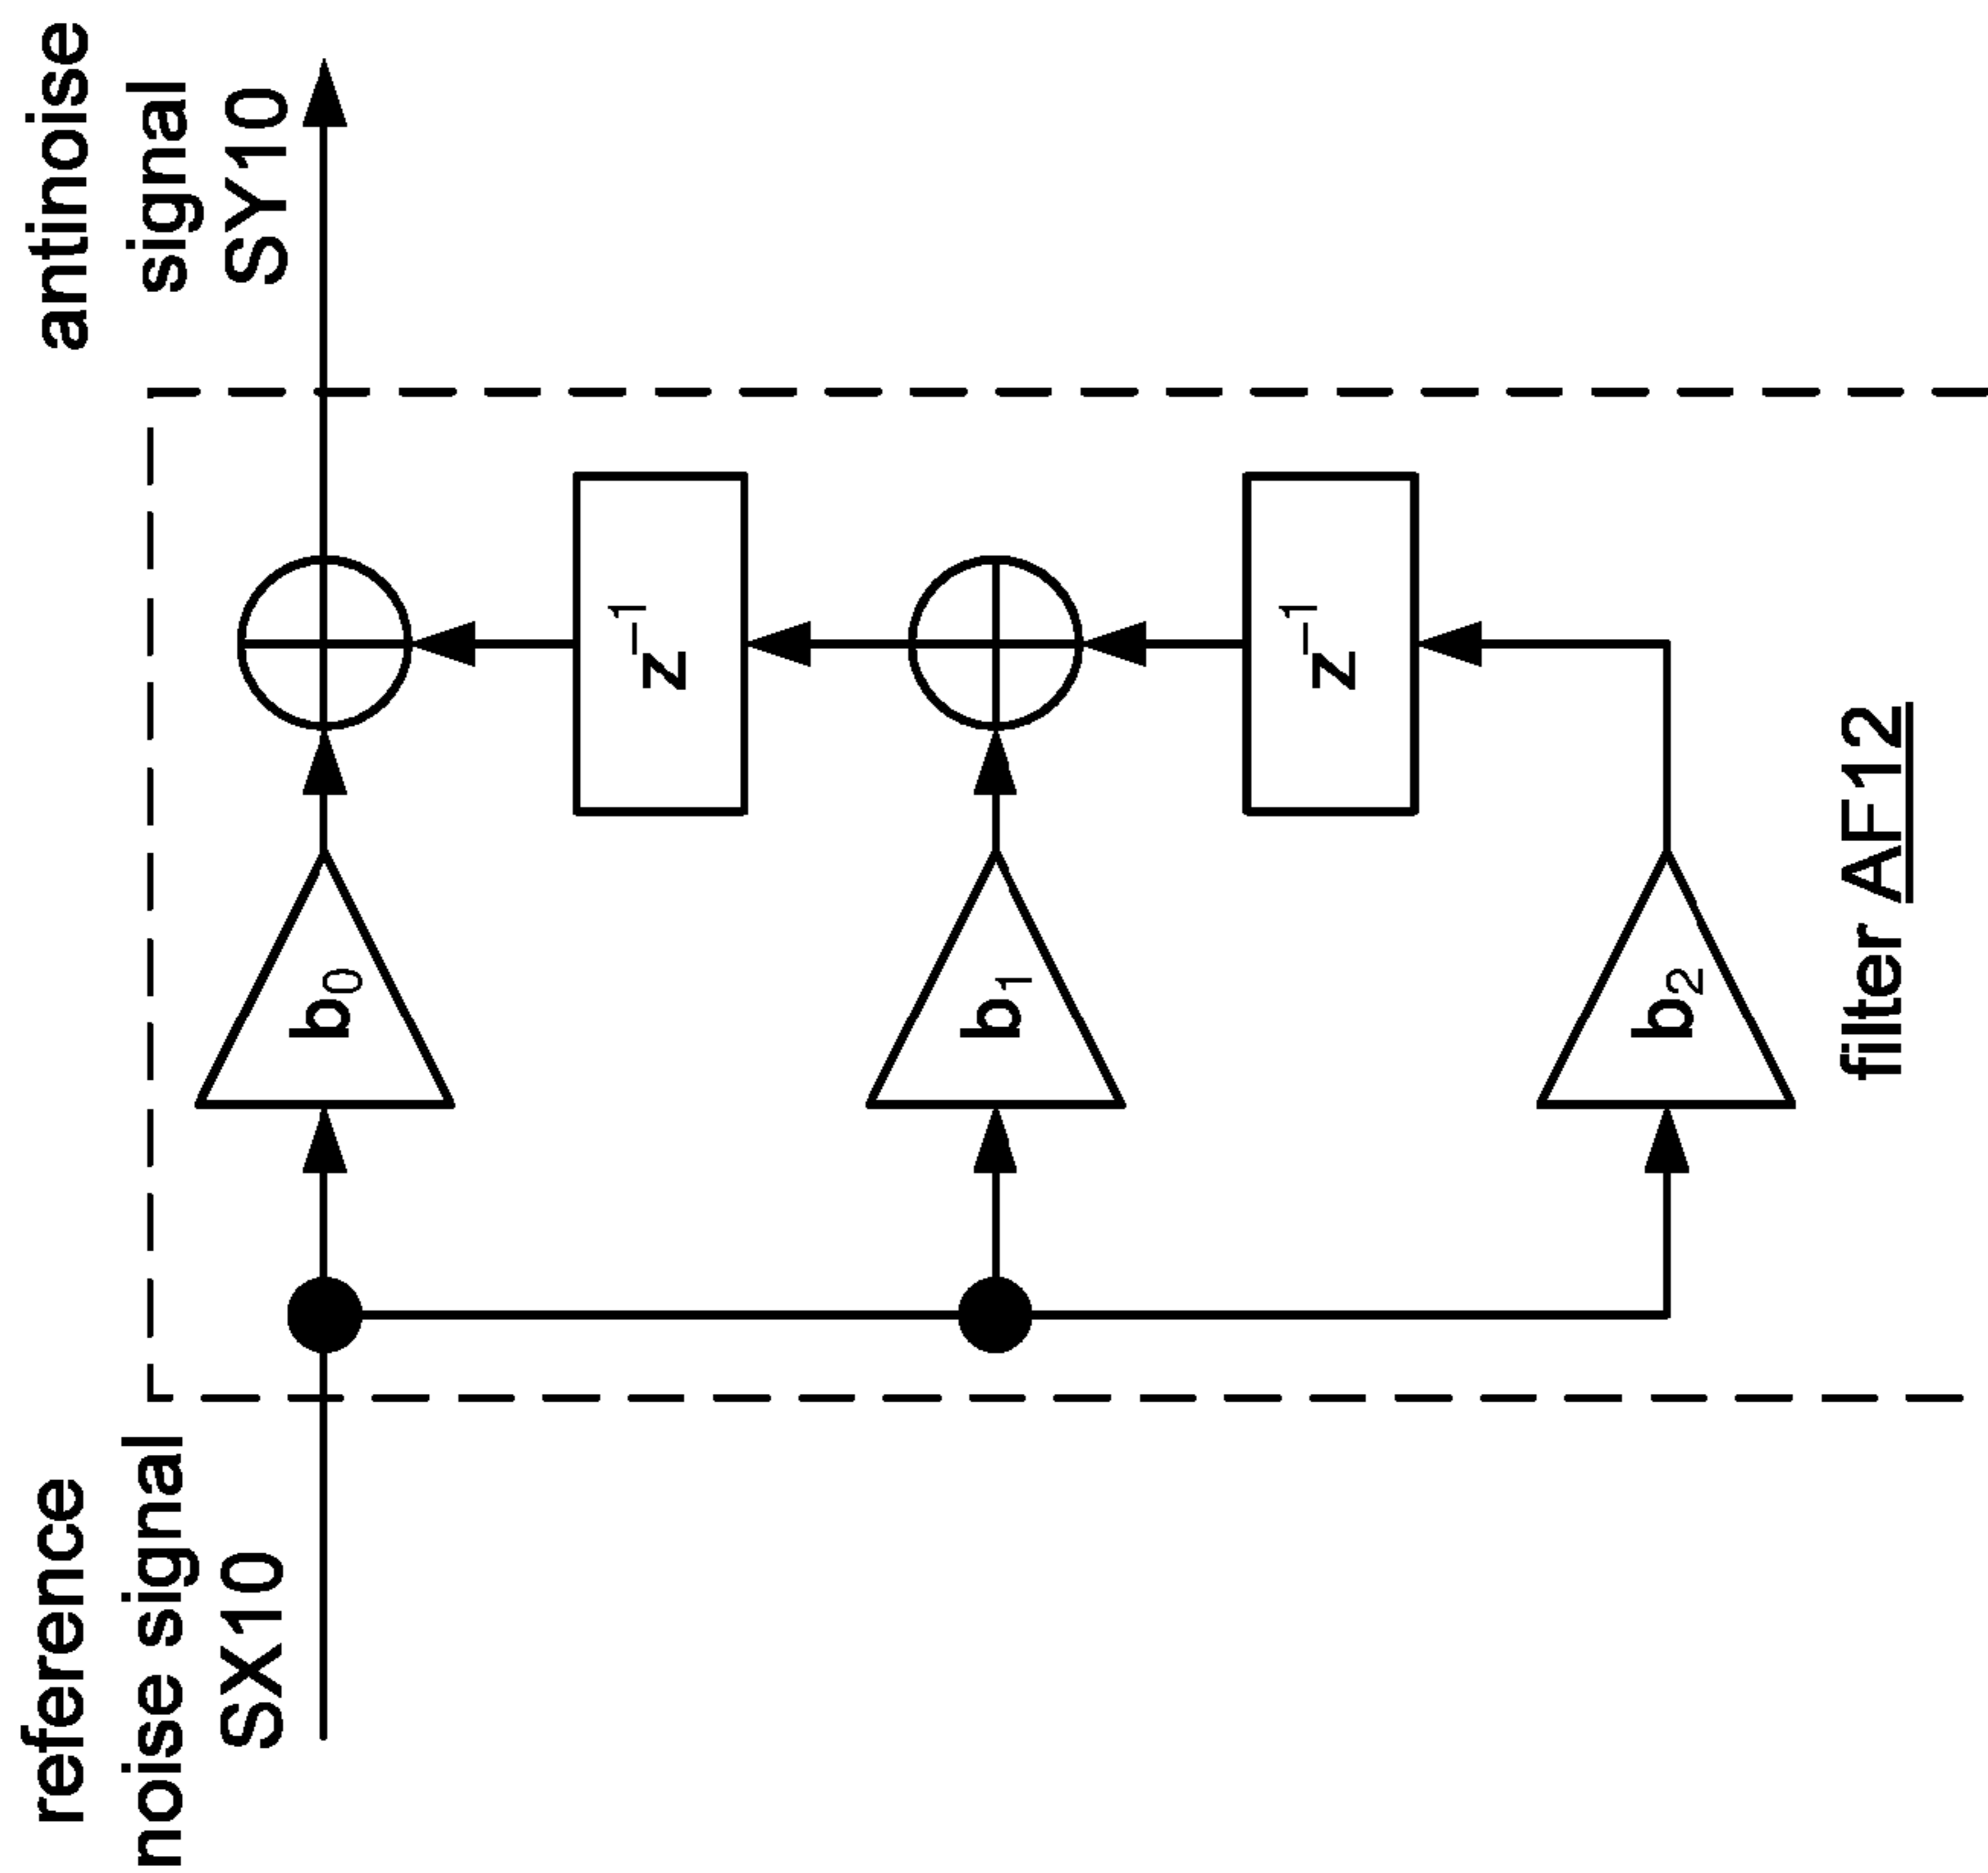 reference
noise signal
SX10
antinoise
signal
SY10
b0
z–1
b1
z–1
b2
filter AF12